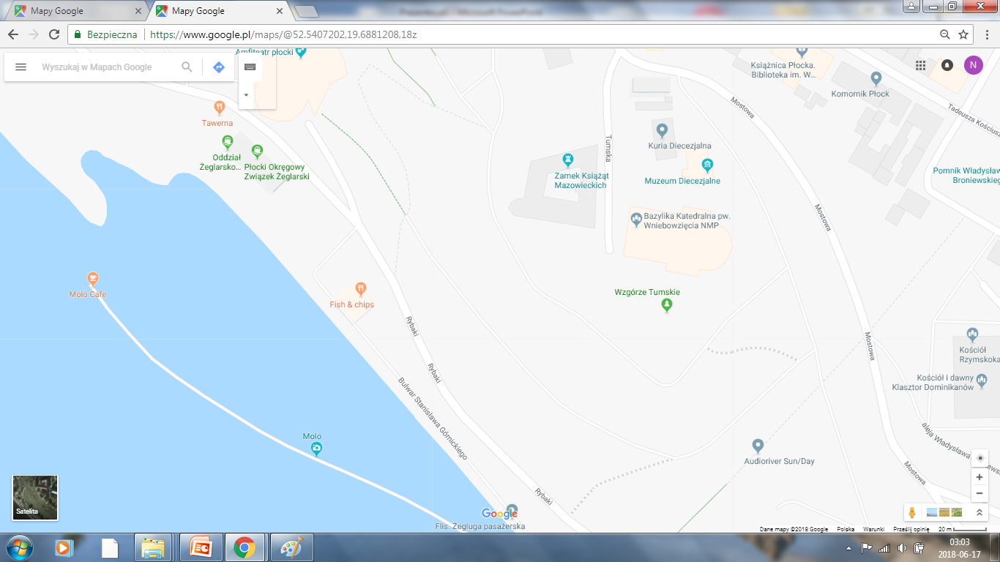 Mapy Google
Mapy Google
Bezpieczna
https://www.google.pl/maps/@52.5407202,19.6881208,18z
Wyszukaj w Mapach Google
N
Amfiteatr płocki
Książnica Płocka.
Biblioteka im. W...
Komornik Płock
Mostowa
Tadeusza Kościusz
Tawerna
Oddział
Żeglarsko...
Płocki Okręgowy
Związek Żeglarski
Tumska
Kuria Diecezjalna
Zamek Książąt
Mazowieckich
Muzeum Diecezjalne
Pomnik Władysław
Broniewskieg
Bazylika Katedralna pw.
Wniebowzięcia NMP
Mostowa
Molo Cafe
Fish & chips
Wzgórze Tumskie
Rybaki
Mostowa
Rybaki
Kościół
Rzymskoka
Kościół i dawny
Klasztor Dominikanów
Bulwar Stanisława Górnickiego
Molo
aleja Władysława
Audioriver Sun/Day
Mostowa
Rybaki
Satelita
Google
Flis. Żegluga pasażerska
Dane mapy ©2018 Google Polska Warunki Prześlij opinię 20 m
03:03
2018-06-17